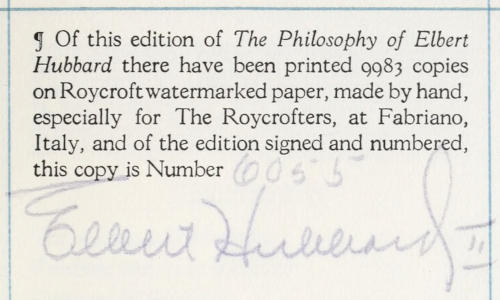 ¶ Of this edition of The Philosophy of Elbert
Hubbard there have been printed 9983 copies
on Roycroft watermarked paper, made by hand,
especially for The Roycrofters, at Fabriano,
Italy, and of the edition signed and numbered,
this copy is Number 6055
Elbert Hubbard II